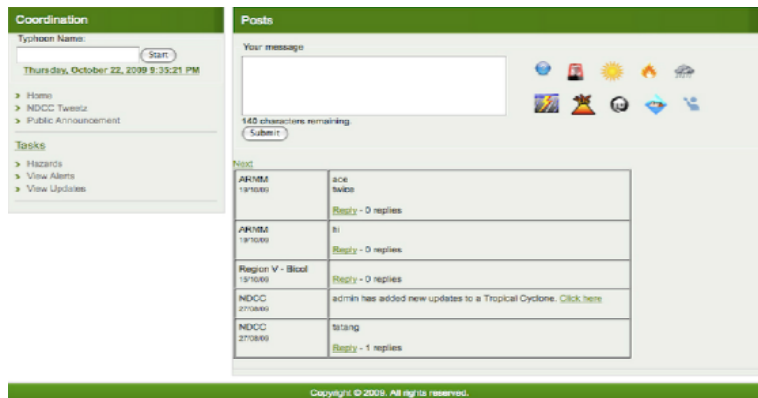 Coordination
Typhoon Name:
Start
Thursday, October 22, 2009 9:35:21 PM
Home
NDCC Tweetz
Public Announcement
Tasks
Hazards
View Alerts
View Updates
Posts
Your message
140 characters remaining.
Submit
Next
ARMM
19/10/09
ace
twice
Reply - 0 replies
ARMM
19/10/09
hi
Reply - 0 replies
Region V - Bicol
15/10/09
Reply - 0 replies
NDCC
27/08/09
admin has added new updates to a Tropical Cyclone. Click here
NDCC
27/08/09
tatang
Reply - 1 replies
Copyright © 2009. All rights reserved.